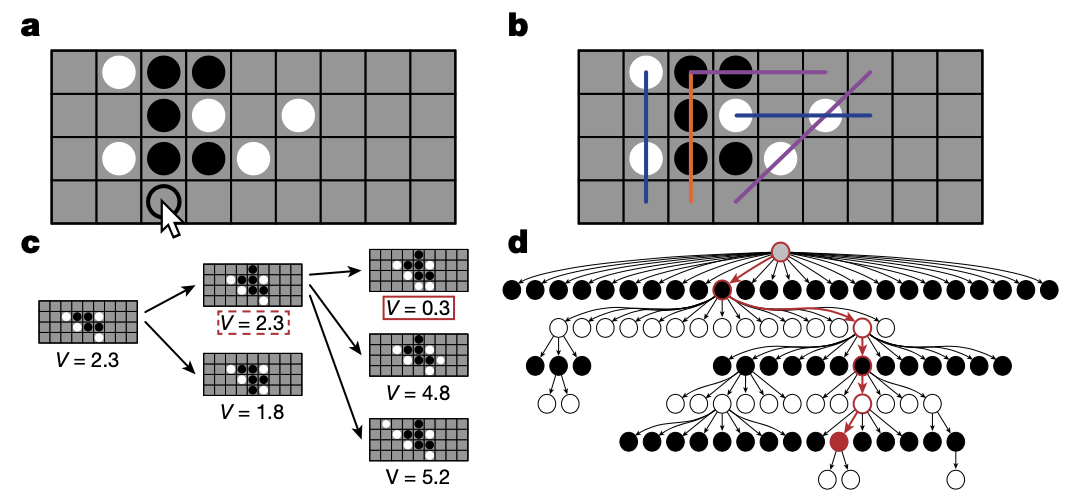 a
b
c
d
V = 2.3
V = 2.3
V = 1.8
V = 0.3
V = 4.8
V = 5.2